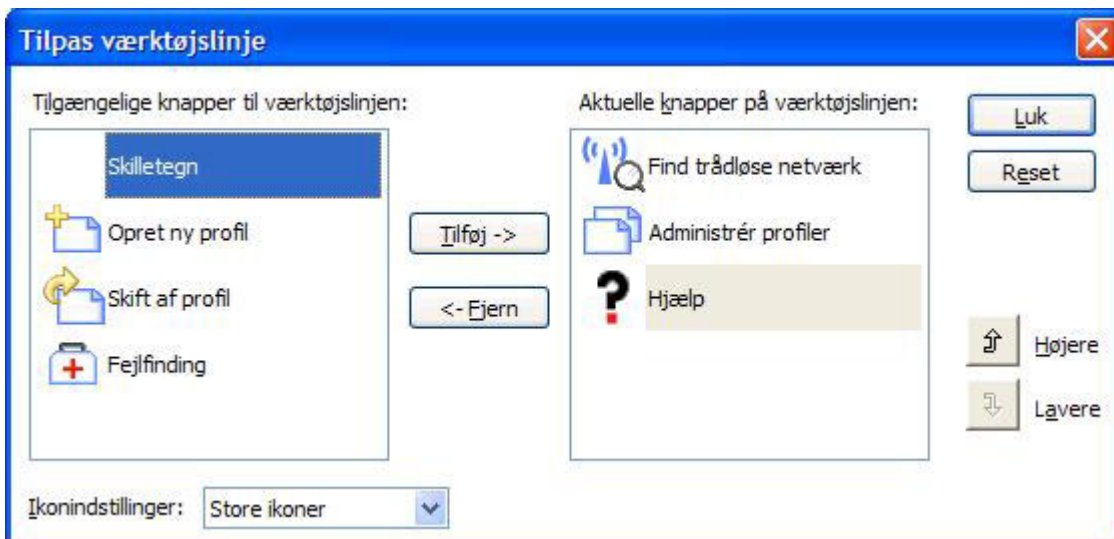 Tilpas værktøjslinje
Tilgængelige knapper til værktøjslinjen:
Skilletegn
Opret ny profil
Skift af profil
Fejlfinding
Tilføj ->
<- Fjern
Aktuelle knapper på værktøjslinjen:
Find trådløse netværk
Administrér profiler
Hjælp
Luk
Reset
Højere
Lavere
Ikonindstillinger: Store ikoner